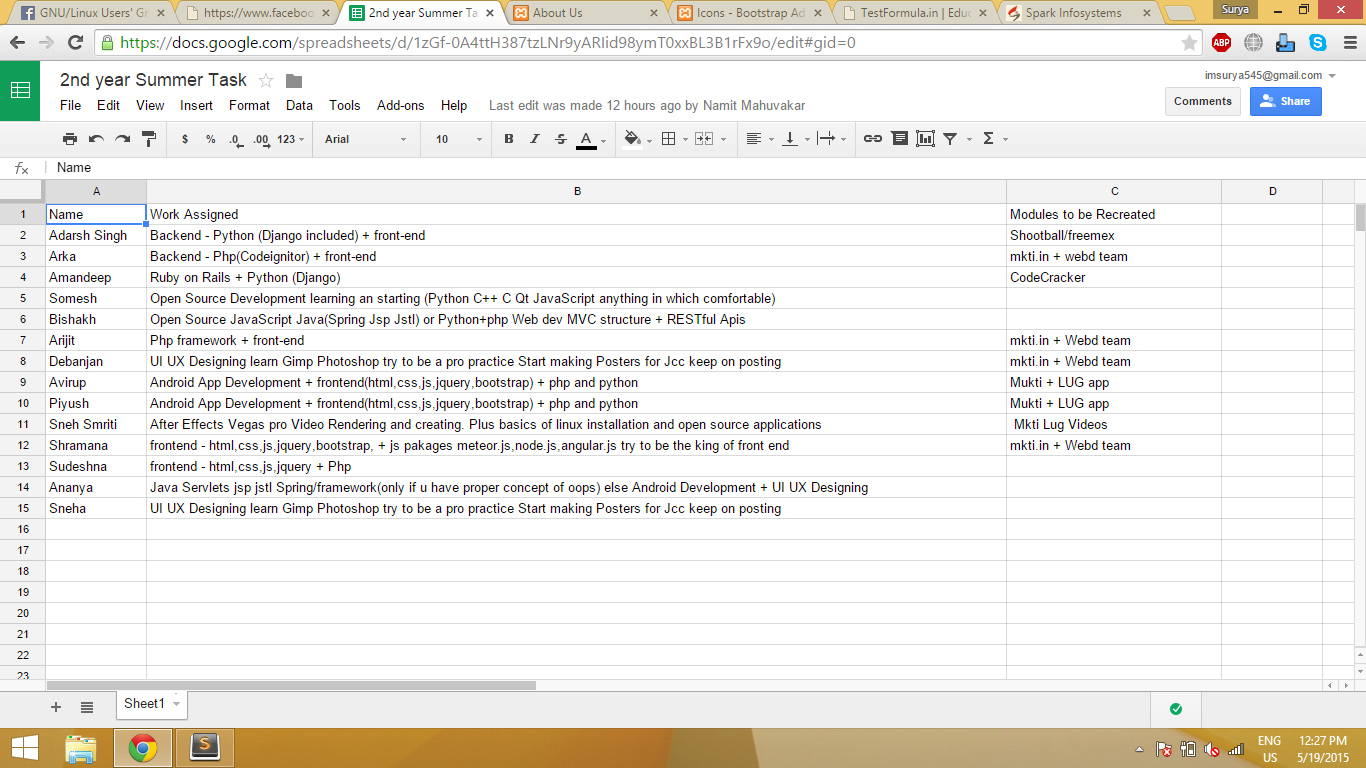 GNU/Linux Users' Gr
https://www.faceboo
2nd year Summer Ta
About Us
Icons - Bootstrap Ad
TestFormula.in | Educ
Spark Infosystems
Surya
https://docs.google.com/spreadsheets/d/1zGf-0A4ttH387tzLNr9yARIid98ymT0xxBL3B1rFx9o/edit#gid=0
ABP
2nd year Summer Task
imsurya545@gmail.com
File Edit View Insert Format Data Tools Add-ons Help Last edit was made 12 hours ago by Namit Mahuvakar
Comments
Share
$ % .0 .00 123 Arial 10 B I S A Σ
fx Name
A B C D
1 Name Work Assigned Modules to be Recreated
2 Adarsh Singh Backend - Python (Django included) + front-end Shootball/freemex
3 Arka Backend - Php(Codeignitor) + front-end mkti.in + webd team
4 Amandeep Ruby on Rails + Python (Django) CodeCracker
5 Somesh Open Source Development learning an starting (Python C++ C Qt JavaScript anything in which comfortable)
6 Bishakh Open Source JavaScript Java(Spring Jsp Jstl) or Python+php Web dev MVC structure + RESTful Apis
7 Arijit Php framework + front-end mkti.in + Webd team
8 Debanjan UI UX Designing learn Gimp Photoshop try to be a pro practice Start making Posters for Jcc keep on posting mkti.in + Webd team
9 Avirup Android App Development + frontend(html,css,js,jquery,bootstrap) + php and python Mukti + LUG app
10 Piyush Android App Development + frontend(html,css,js,jquery,bootstrap) + php and python Mukti + LUG app
11 Sneh Smriti After Effects Vegas pro Video Rendering and creating. Plus basics of linux installation and open source applications Mkti Lug Videos
12 Shramana frontend - html,css,js,jquery,bootstrap, + js pakages meteor.js,node.js,angular.js try to be the king of front end mkti.in + Webd team
13 Sudeshna frontend - html,css,js,jquery + Php
14 Ananya Java Servlets jsp jstl Spring/framework(only if u have proper concept of oops) else Android Development + UI UX Designing
15 Sneha UI UX Designing learn Gimp Photoshop try to be a pro practice Start making Posters for Jcc keep on posting
16
17
18
19
20
21
22
23
Sheet1
ENG 12:27 PM
US 5/19/2015